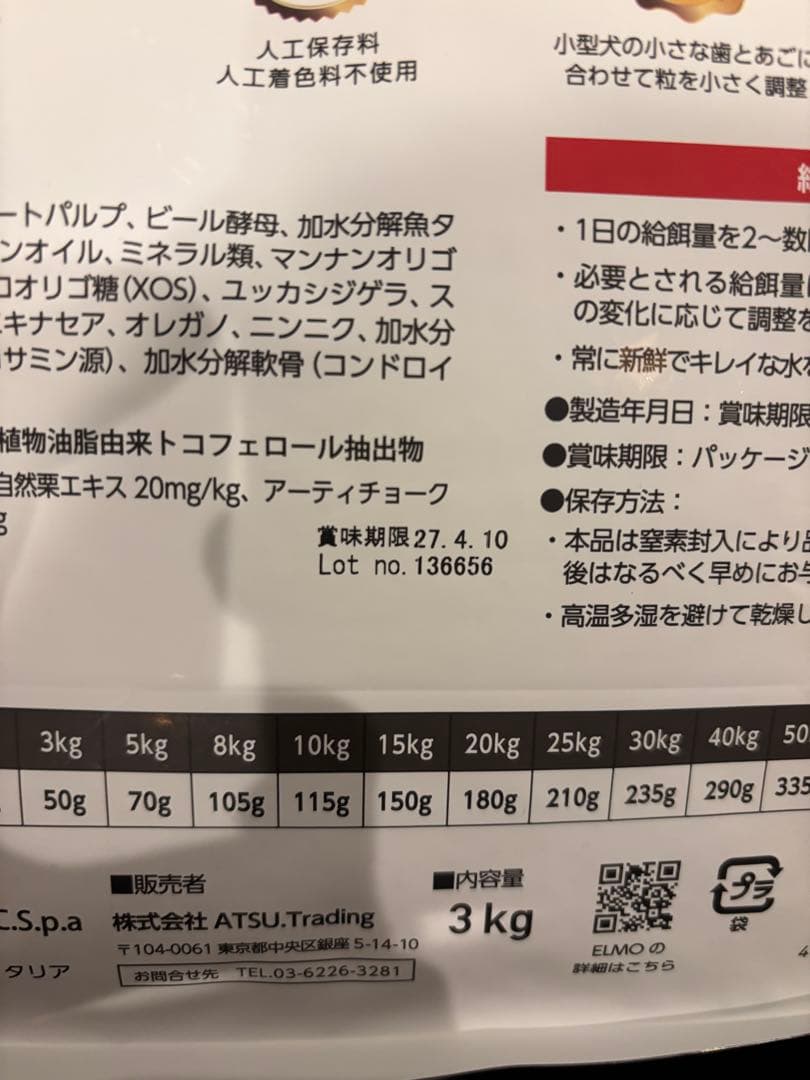 人工保存料
人工着色料不使用
小型犬の小さな歯とあごに
合わせて粒を小さく調整
ートパルプ、ビール酵母、加水分解魚タ
ンオイル、ミネラル類、マンナンオリゴ
ロオリゴ糖(XOS)、ユッカシジゲラ、ス
キナセア、オレガノ、ニンニク、加水分
サミン源)、加水分解軟骨(コンドロイ
植物油脂由来トコフェロール抽出物
自然栗エキス 20mg/kg、アーティチョーク
g
賞味期限27.4.10
Lot no.136656
・1日の給餌量を2～数
・必要とされる給餌量
の変化に応じて調整を
・常に新鮮でキレイな水を
●製造年月日：賞味期限
●賞味期限：パッケージ
●保存方法：
・本品は窒素封入により品
後はなるべく早めにお与
・高温多湿を避けて乾燥し
3kg 5kg 8kg 10kg 15kg 20kg 25kg 30kg 40kg 50
50g 70g 105g 115g 150g 180g 210g 235g 290g 335
C.S.p.a
タリア
■販売者
株式会社 ATSU.Trading
〒104-0061 東京都中央区銀座 5-14-10
お問合せ先 TEL.03-6226-3281
■内容量
3 kg
ELMO の
詳細はこちら
プラ
袋
4